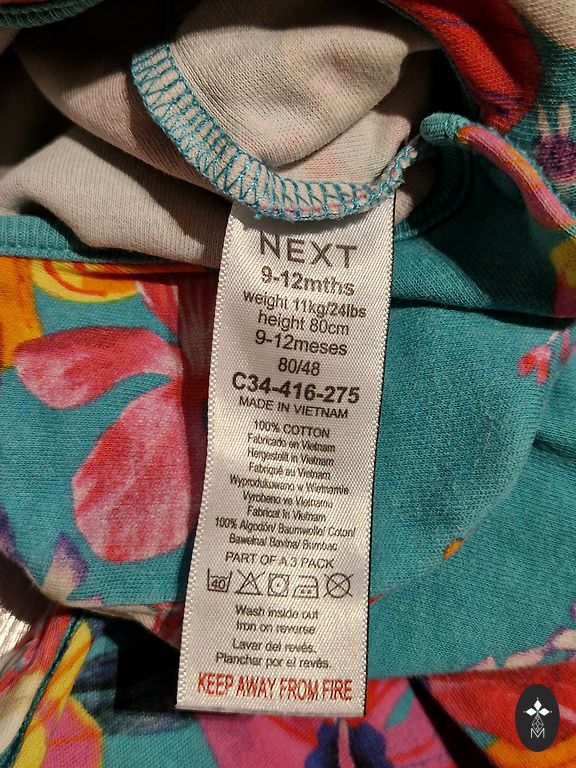 NEXT
9-12mths
weight 11kg/24lbs
height 80cm
9-12meses
80/48
C34-416-275
MADE IN VIETNAM
100% COTTON
Fabricado en Vietnam
Hergestellt in Vietnam
Fabriqué au Vietnam
Wyprodukowano w Wietnamie
Vyrobeno ve Vietnamu
Fabricat în Vietnam
100% Algodón/ Baumwolle/ Coton/
Bawełna/ Bavlna/ Bumbac
PART OF A 3 PACK
40
Wash inside out
Iron on reverse
Lavar del revés.
Planchar por el revés.
KEEP AWAY FROM FIRE
M